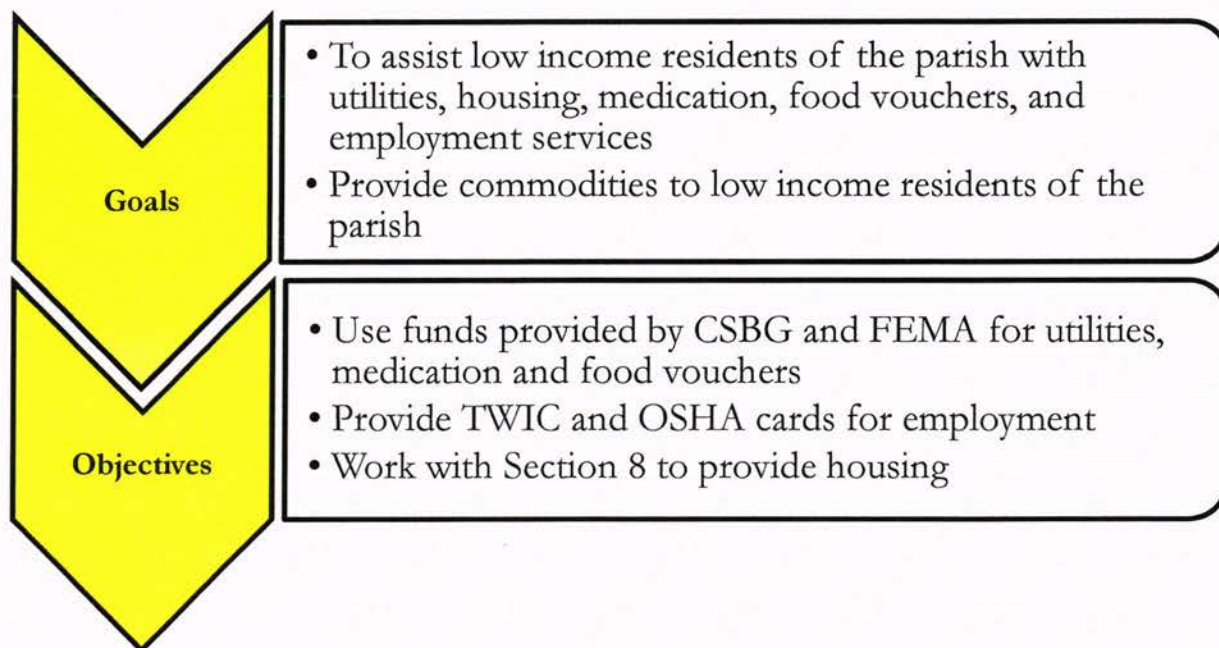 Goals
• To assist low income residents of the parish with
utilities, housing, medication, food vouchers, and
employment services
• Provide commodities to low income residents of the
parish
Objectives
• Use funds provided by CSBG and FEMA for utilities,
medication and food vouchers
• Provide TWIC and OSHA cards for employment
• Work with Section 8 to provide housing